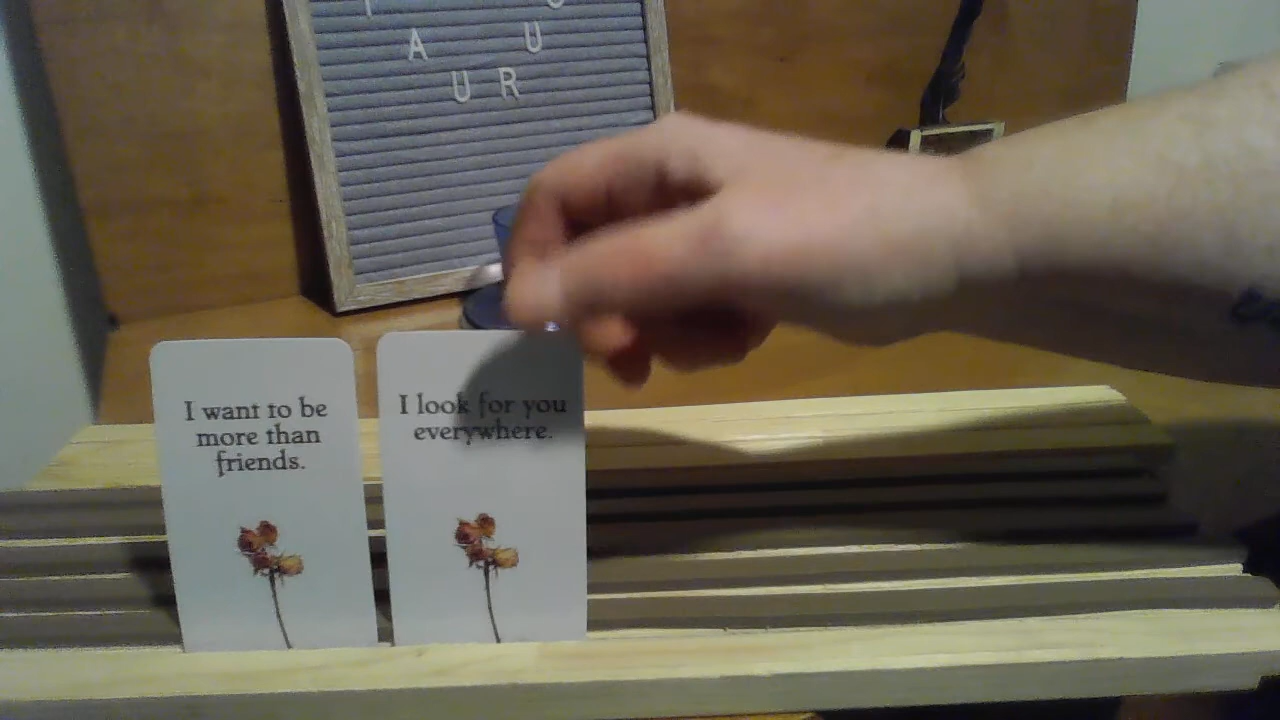 A U
U R
I want to be
more than
friends.
I look for you
everywhere.